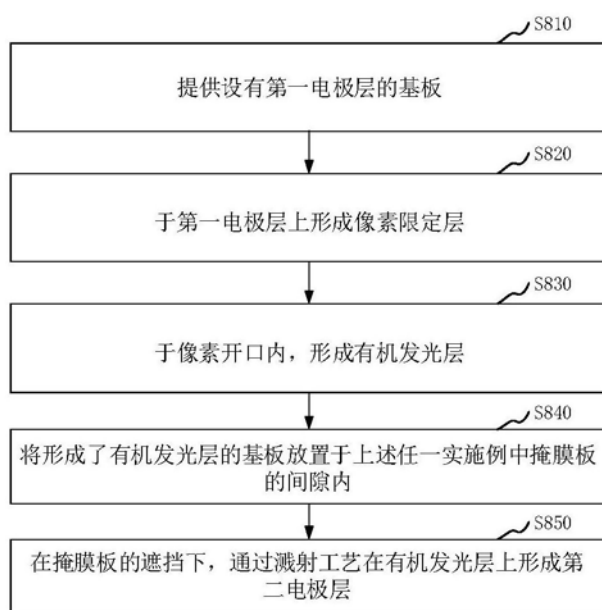 S810
提供设有第一电极层的基板
S820
于第一电极层上形成像素限定层
S830
于像素开口内，形成有机发光层
S840
将形成了有机发光层的基板放置于上述任一实施例中掩膜板
的间隙内
S850
在掩膜板的遮挡下，通过溅射工艺在有机发光层上形成第
二电极层